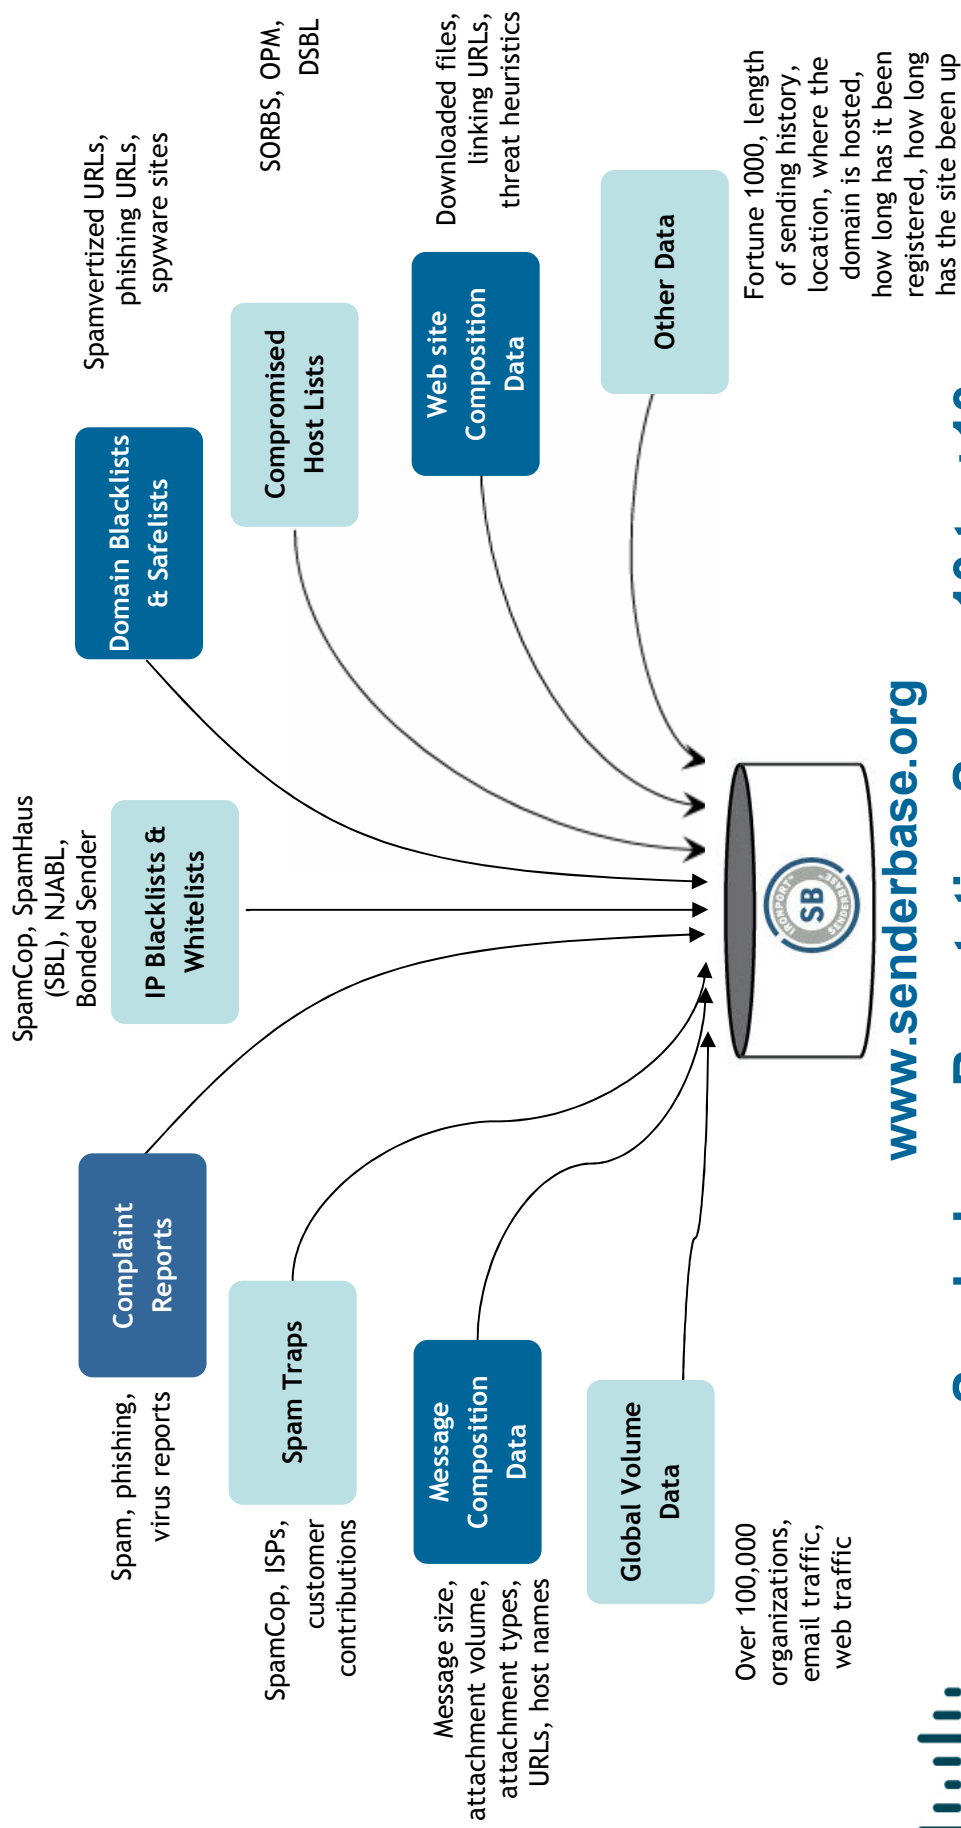 Spam, phishing,
virus reports
Complaint
Reports
SpamCop, SpamHaus
(SBL), NJABL,
Bonded Sender
IP Blacklists &
Whitelists
Domain Blacklists
& Safelists
Spamvertized URLs,
phishing URLs,
spyware sites
SpamCop, ISPs,
customer
contributions
Spam Traps
Compromised
Host Lists
SORBS, OPM,
DSBL
Message size,
attachment volume,
attachment types,
URLs, host names
Message
Composition
Data
Web site
Composition
Data
Downloaded files,
linking URLs,
threat heuristics
Global Volume
Data
Over 100,000
organizations,
email traffic,
web traffic
Other Data
Fortune 1000, length
of sending history,
location, where the
domain is hosted,
how long has it been
registered, how long
has the site been up
IRONPORT™
SB
SENDERBASE™
www.senderbase.org